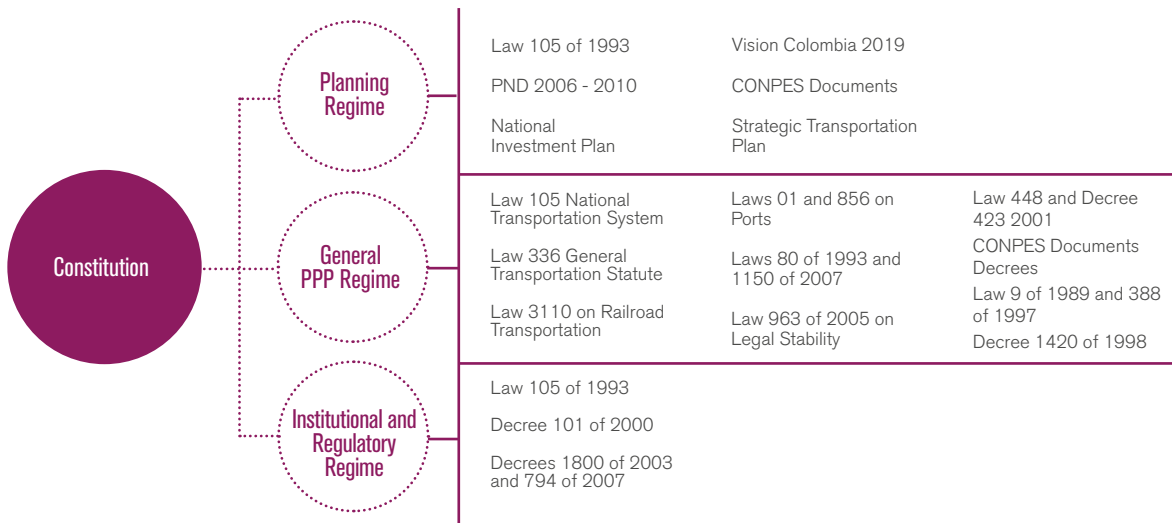 Constitution
Planning
Regime
Law 105 of 1993
PND 2006 - 2010
National
Investment Plan
Vision Colombia 2019
CONPES Documents
Strategic Transportation
Plan
General
PPP Regime
Law 105 National
Transportation System
Law 336 General
Transportation Statute
Law 3110 on Railroad
Transportation
Laws 01 and 856 on
Ports
Laws 80 of 1993 and
1150 of 2007
Law 963 of 2005 on
Legal Stability
Law 448 and Decree
423 2001
CONPES Documents
Decrees
Law 9 of 1989 and 388
of 1997
Decree 1420 of 1998
Institutional and
Regulatory
Regime
Law 105 of 1993
Decree 101 of 2000
Decrees 1800 of 2003
and 794 of 2007